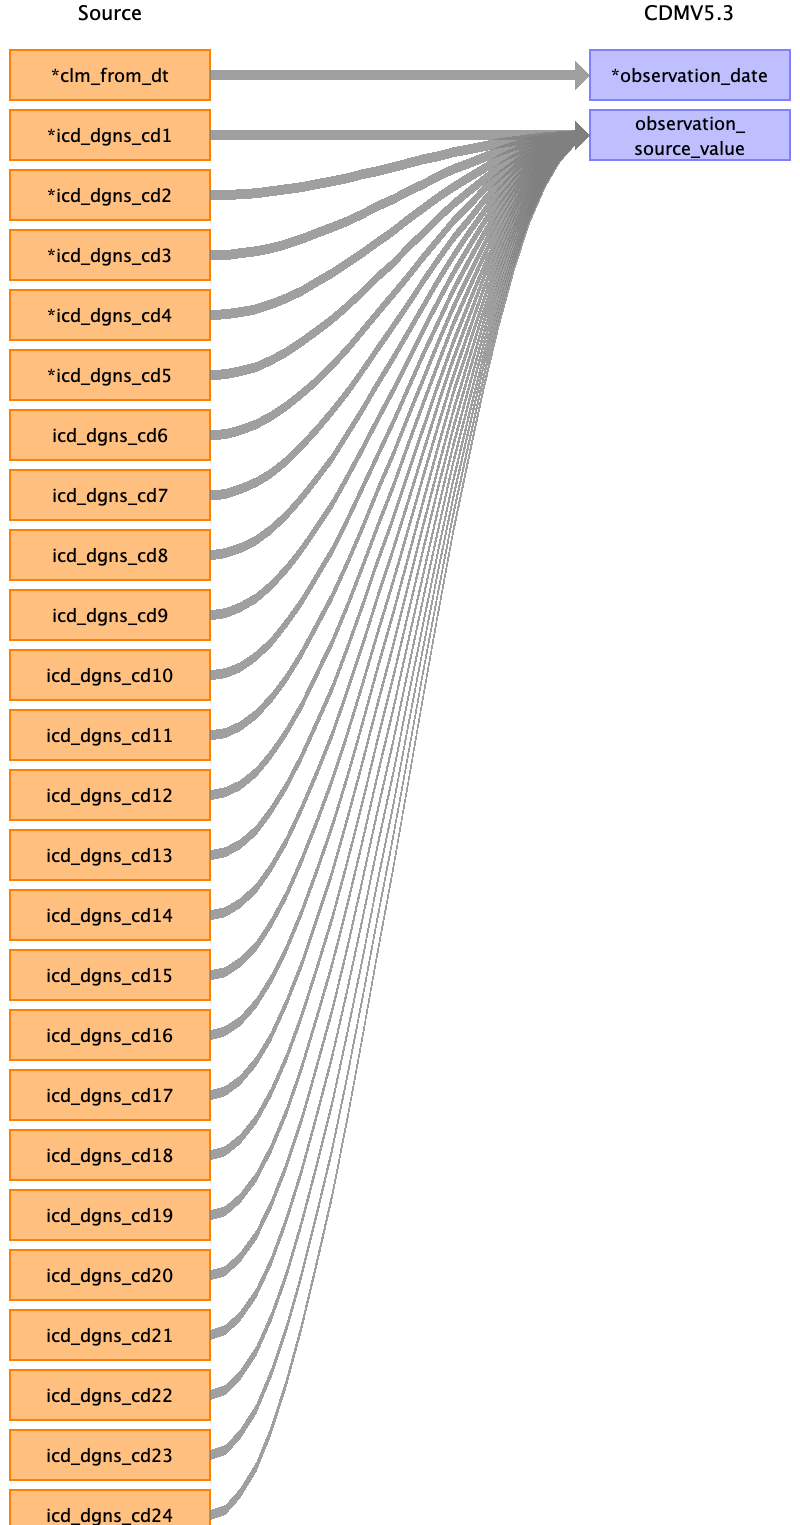 Source
CDMV5.3
*clm_from_dt
*observation_date
*icd_dgns_cd1
observation_
source_value
*icd_dgns_cd2
*icd_dgns_cd3
*icd_dgns_cd4
*icd_dgns_cd5
icd_dgns_cd6
icd_dgns_cd7
icd_dgns_cd8
icd_dgns_cd9
icd_dgns_cd10
icd_dgns_cd11
icd_dgns_cd12
icd_dgns_cd13
icd_dgns_cd14
icd_dgns_cd15
icd_dgns_cd16
icd_dgns_cd17
icd_dgns_cd18
icd_dgns_cd19
icd_dgns_cd20
icd_dgns_cd21
icd_dgns_cd22
icd_dgns_cd23
icd_dgns_cd24